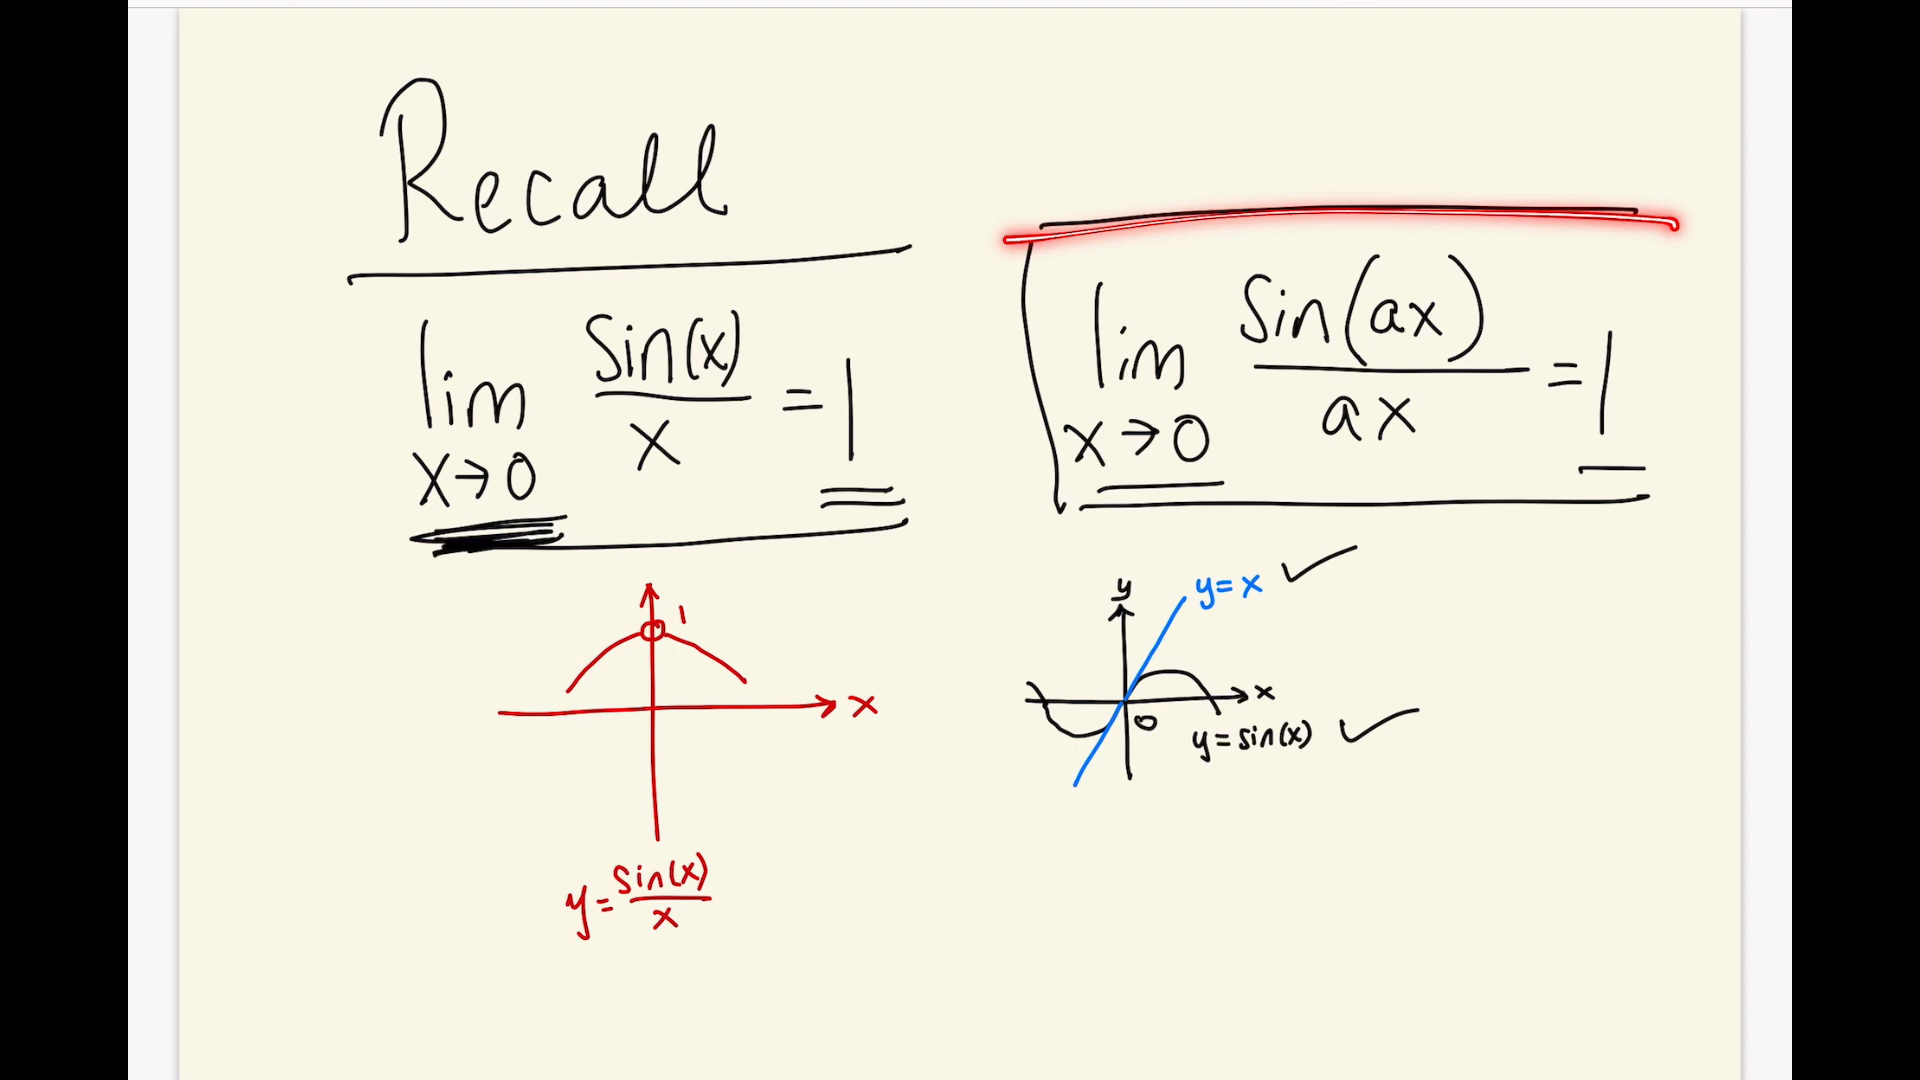 Recall
lim sin(x)/x = 1
x→0
lim sin(ax)/ax = 1
x→0
1
x
y = sin(x)/x
y
y=x
x
0
y = sin(x)